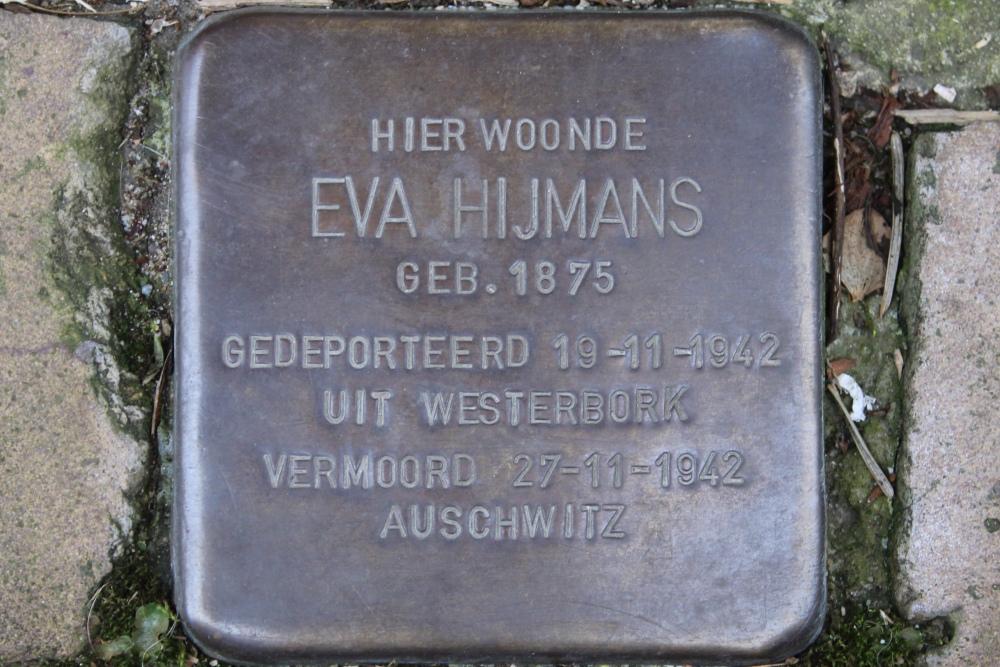 HIER WOONDE
EVA HIJMANS
GEB. 1875
GEDEPORTEERD 19-11-1942
UIT WESTERBORK
VERMOORD 27-11-1942
AUSCHWITZ